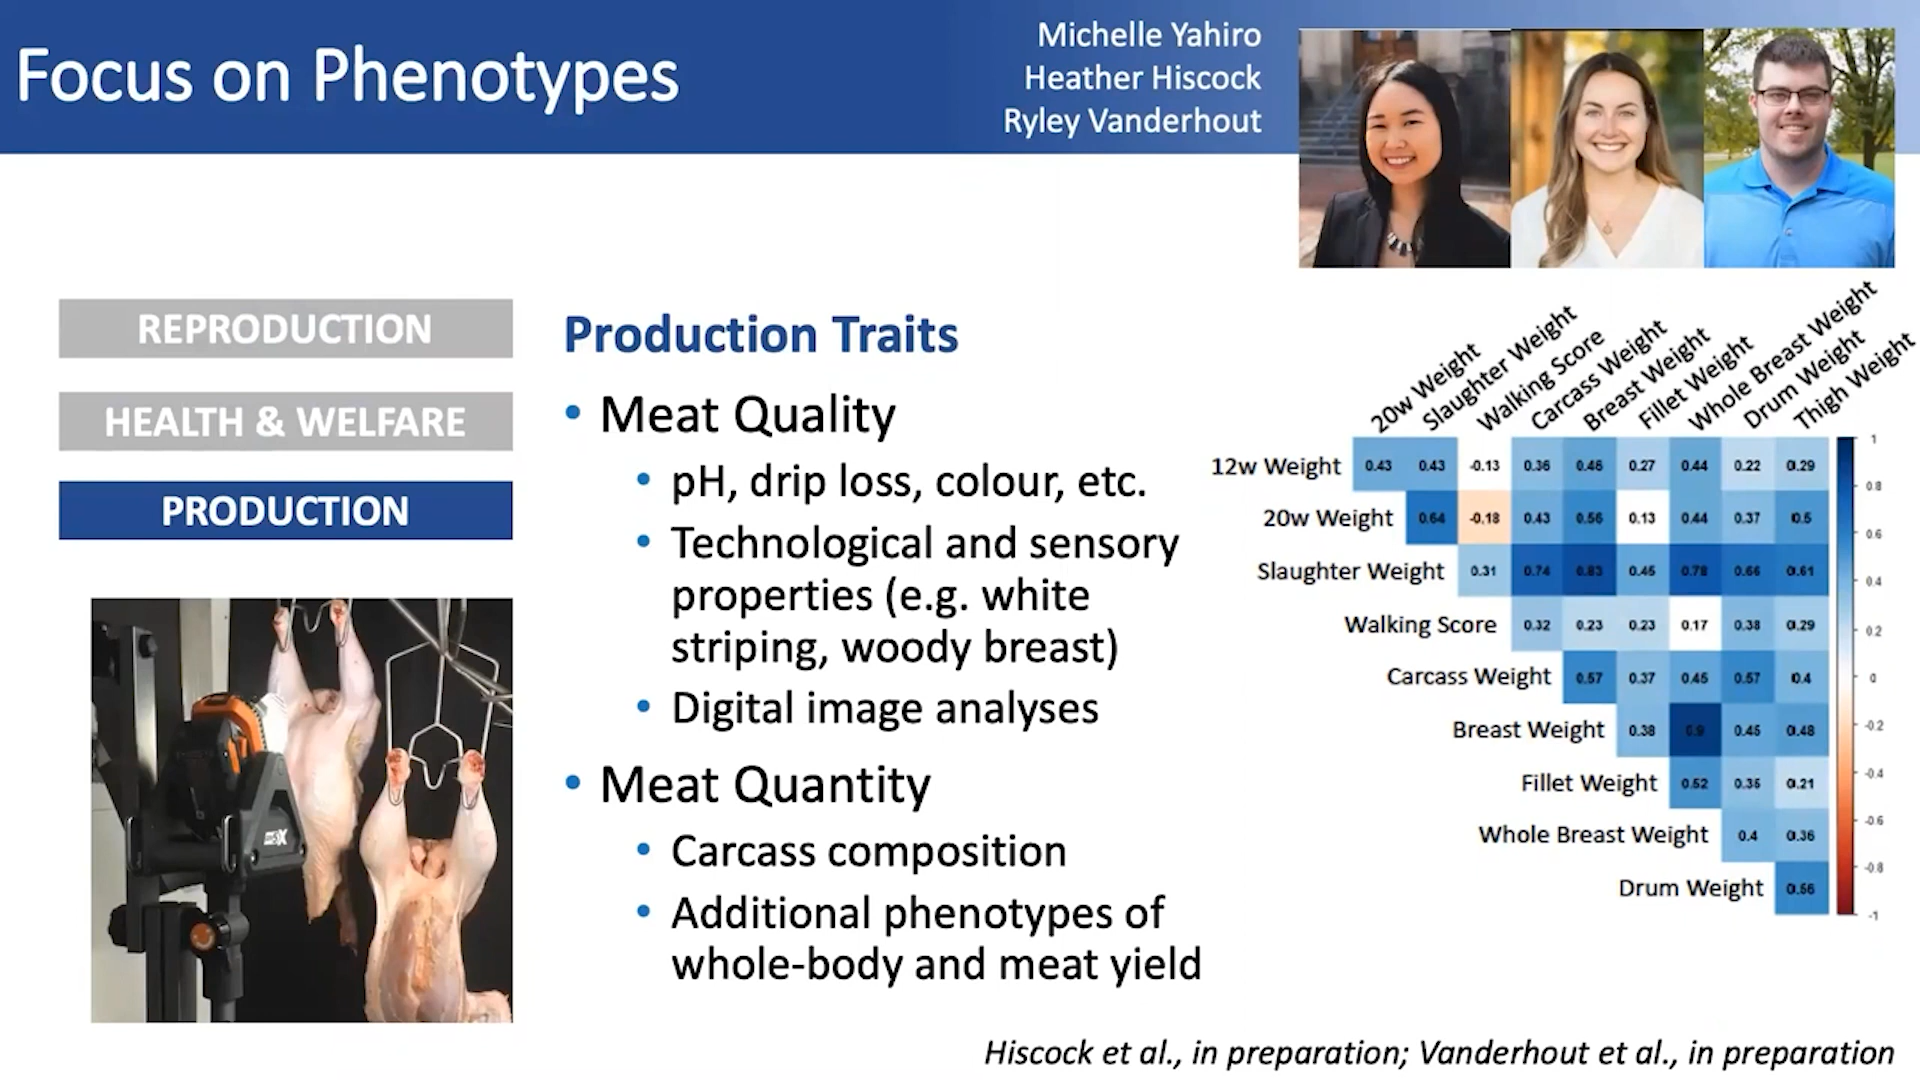 Focus on Phenotypes
Michelle Yahiro
Heather Hiscock
Ryley Vanderhout
REPRODUCTION
HEALTH & WELFARE
PRODUCTION
Production Traits
• Meat Quality
• pH, drip loss, colour, etc.
• Technological and sensory
properties (e.g. white
striping, woody breast)
• Digital image analyses
• Meat Quantity
• Carcass composition
• Additional phenotypes of
whole-body and meat yield
20w Weight
Slaughter Weight
Walking Score
Carcass Weight
Breast Weight
Fillet Weight
Whole Breast Weight
Drum Weight
Thigh Weight
12w Weight 0.43 0.43 -0.13 0.36 0.46 0.27 0.44 0.22 0.29
20w Weight 0.64 -0.18 0.43 0.56 0.13 0.44 0.37 0.5
Slaughter Weight 0.31 0.74 0.83 0.45 0.78 0.66 0.61
Walking Score 0.32 0.23 0.23 0.17 0.38 0.29
Carcass Weight 0.57 0.37 0.45 0.57 0.4
Breast Weight 0.38 0.9 0.45 0.48
Fillet Weight 0.52 0.35 0.21
Whole Breast Weight 0.4 0.36
Drum Weight 0.56
1
0.8
0.6
0.4
0.2
0
-0.2
-0.4
-0.6
-0.8
-1
Hiscock et al., in preparation; Vanderhout et al., in preparation